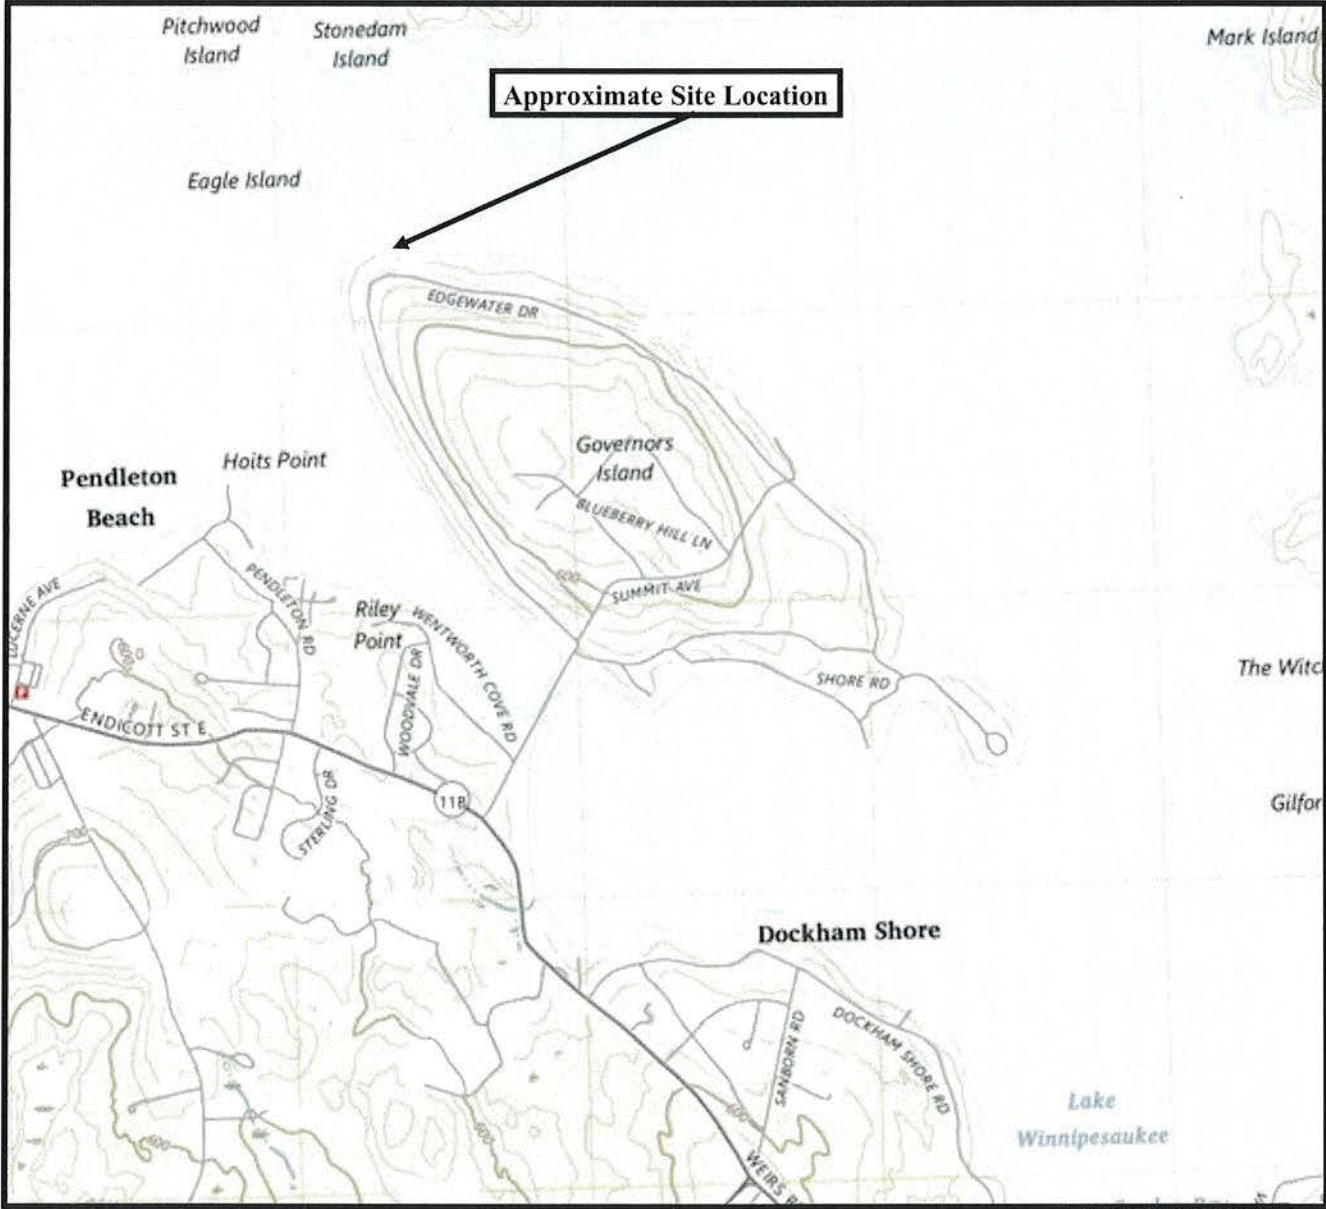 Pitchwood
Island
Stonedam
Island
Mark Island
Approximate Site Location
Eagle Island
EDGEWATER DR
Governors
Island
Hoits Point
Pendleton
Beach
BLUEBERRY HILL LN
600
SUMMIT AVE
LUCERNE AVE
PENDLETON RD
Riley
Point
WENTWORTH COVE RD
WOODVALE DR
600
SHORE RD
The Witc
ENDICOTT ST E
11B
STERLING DR
Gilfor
700
Dockham Shore
DOCKHAM SHORE RD
SANBORN RD
Lake
Winnipesaukee
600
600
600
WEIRS R